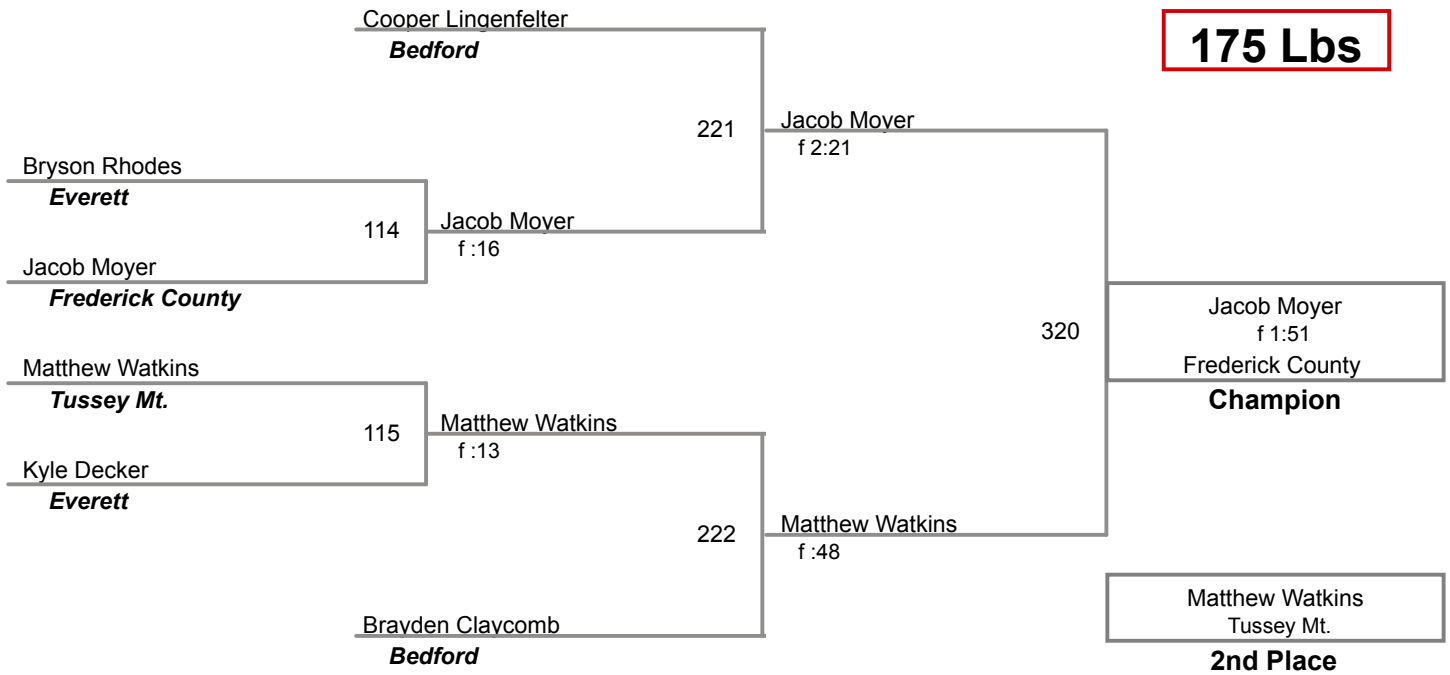 Cooper Lingenfelter
Bedford
175 Lbs
221
Jacob Moyer
f 2:21
Bryson Rhodes
Everett
114
Jacob Moyer
f :16
Jacob Moyer
Frederick County
320
Jacob Moyer
f 1:51
Frederick County
Champion
Matthew Watkins
Tussey Mt.
115
Matthew Watkins
f :13
Kyle Decker
Everett
222
Matthew Watkins
f :48
Brayden Claycomb
Bedford
Matthew Watkins
Tussey Mt.
2nd Place